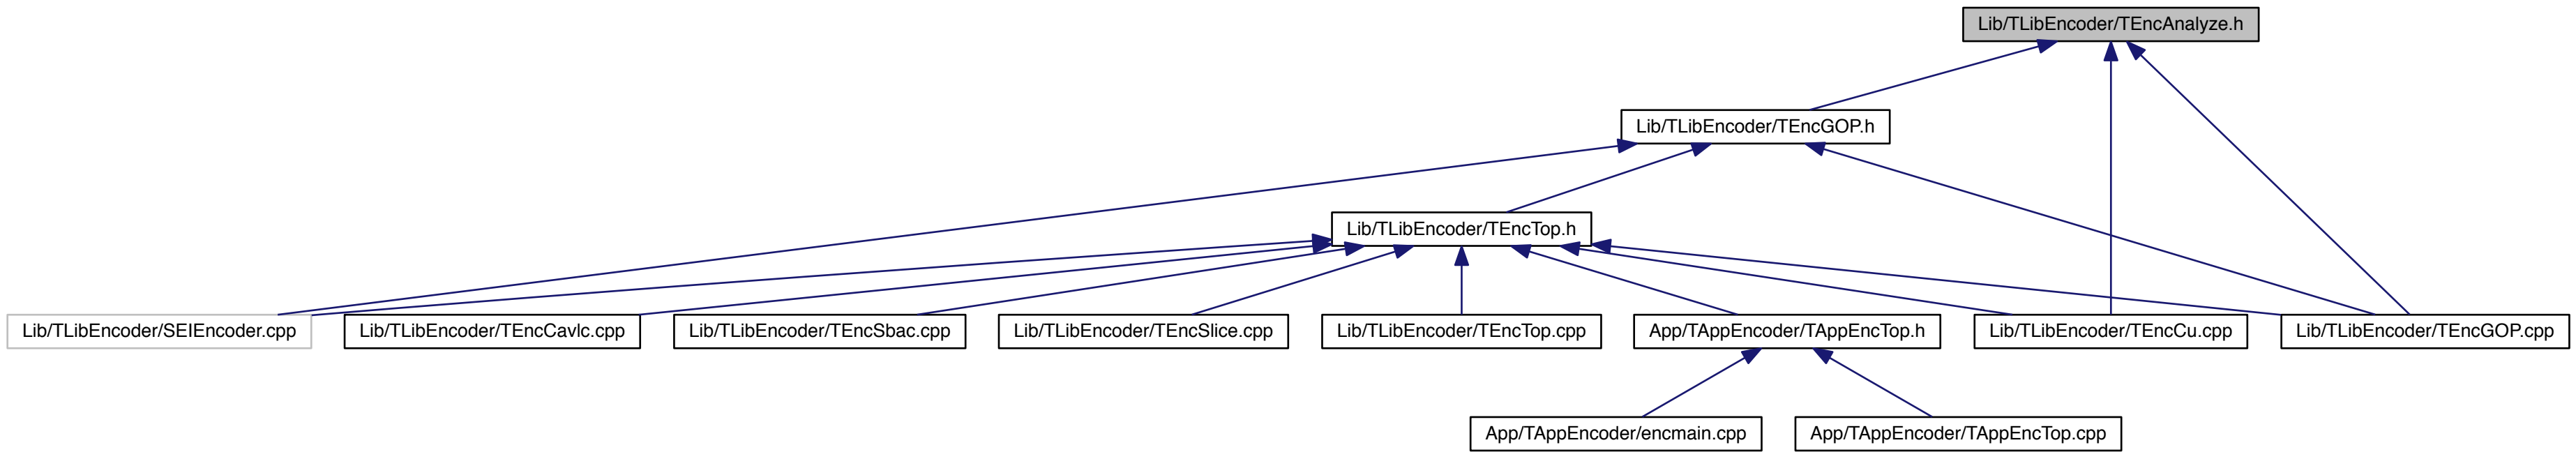 Lib/TLibEncoder/TEncAnalyze.h
Lib/TLibEncoder/TEncGOP.h
Lib/TLibEncoder/TEncTop.h
Lib/TLibEncoder/SEIEncoder.cpp
Lib/TLibEncoder/TEncCavlc.cpp
Lib/TLibEncoder/TEncSbac.cpp
Lib/TLibEncoder/TEncSlice.cpp
Lib/TLibEncoder/TEncTop.cpp
App/TAppEncoder/TAppEncTop.h
Lib/TLibEncoder/TEncCu.cpp
Lib/TLibEncoder/TEncGOP.cpp
App/TAppEncoder/encmain.cpp
App/TAppEncoder/TAppEncTop.cpp